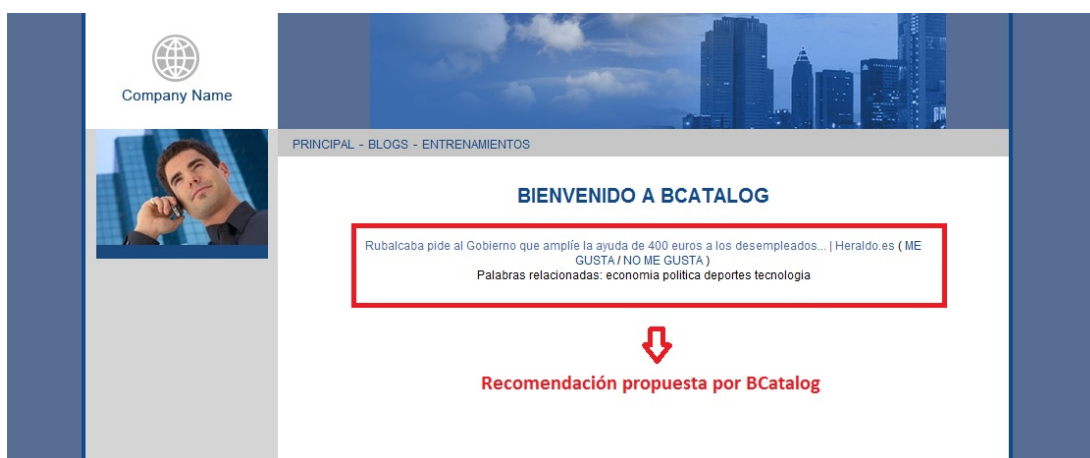 Company Name
PRINCIPAL - BLOGS - ENTRENAMIENTOS
BIENVENIDO A BCATALOG
Rubalcaba pide al Gobierno que amplíe la ayuda de 400 euros a los desempleados... | Heraldo.es ( ME
GUSTA / NO ME GUSTA )
Palabras relacionadas: economia politica deportes tecnologia
Recomendación propuesta por BCatalog